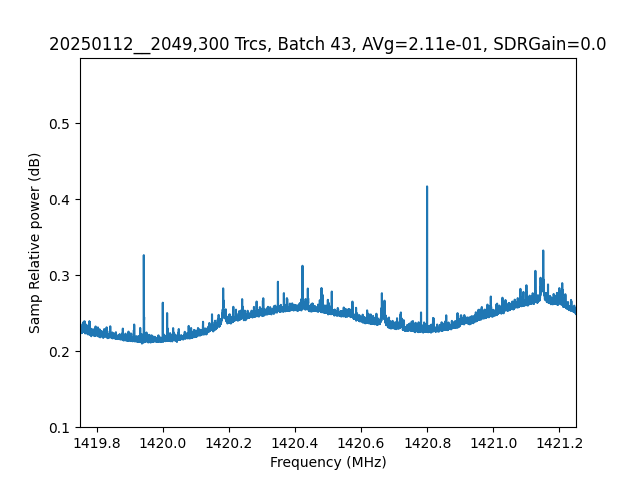 20250112__2049,300 Trcs, Batch 43, AVg=2.11e-01, SDRGain=0.0
Samp Relative power (dB)
0.5
0.4
0.3
0.2
0.1
1419.8 1420.0 1420.2 1420.4 1420.6 1420.8 1421.0 1421.2
Frequency (MHz)